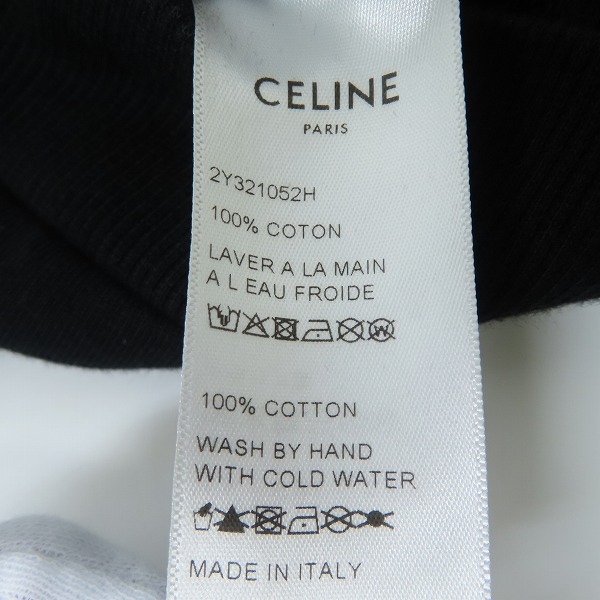 CELINE
PARIS
2Y321052H
100% COTON
LAVER A LA MAIN
A L EAU FROIDE
100% COTTON
WASH BY HAND
WITH COLD WATER
MADE IN ITALY